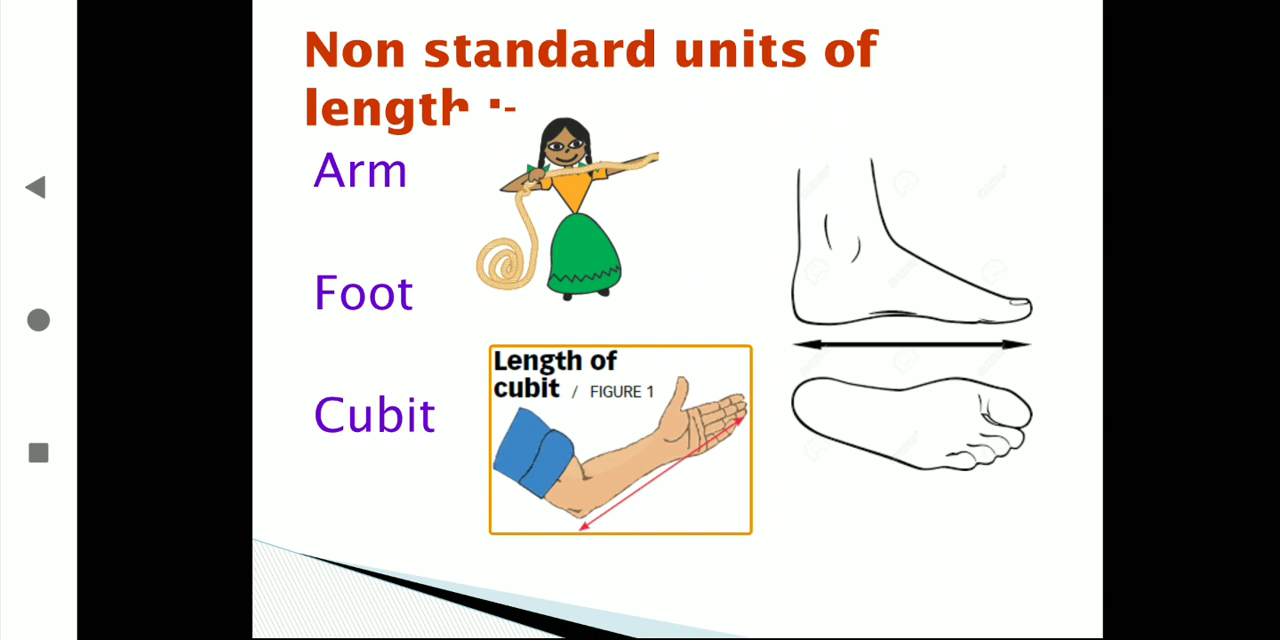 Non standard units of
length :-
Arm
Foot
Cubit
Length of
cubit / FIGURE 1